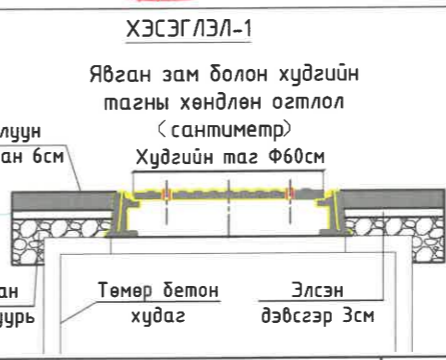 ХЭСЭГЛЭЛ-1
Явган зам болон худгийн
тагны хөндлөн огтлол
(сантиметр)
6см
Худгийн таг Ф60см
Төмөр бетон
худаг
Элсэн
дэвсгэр 3см